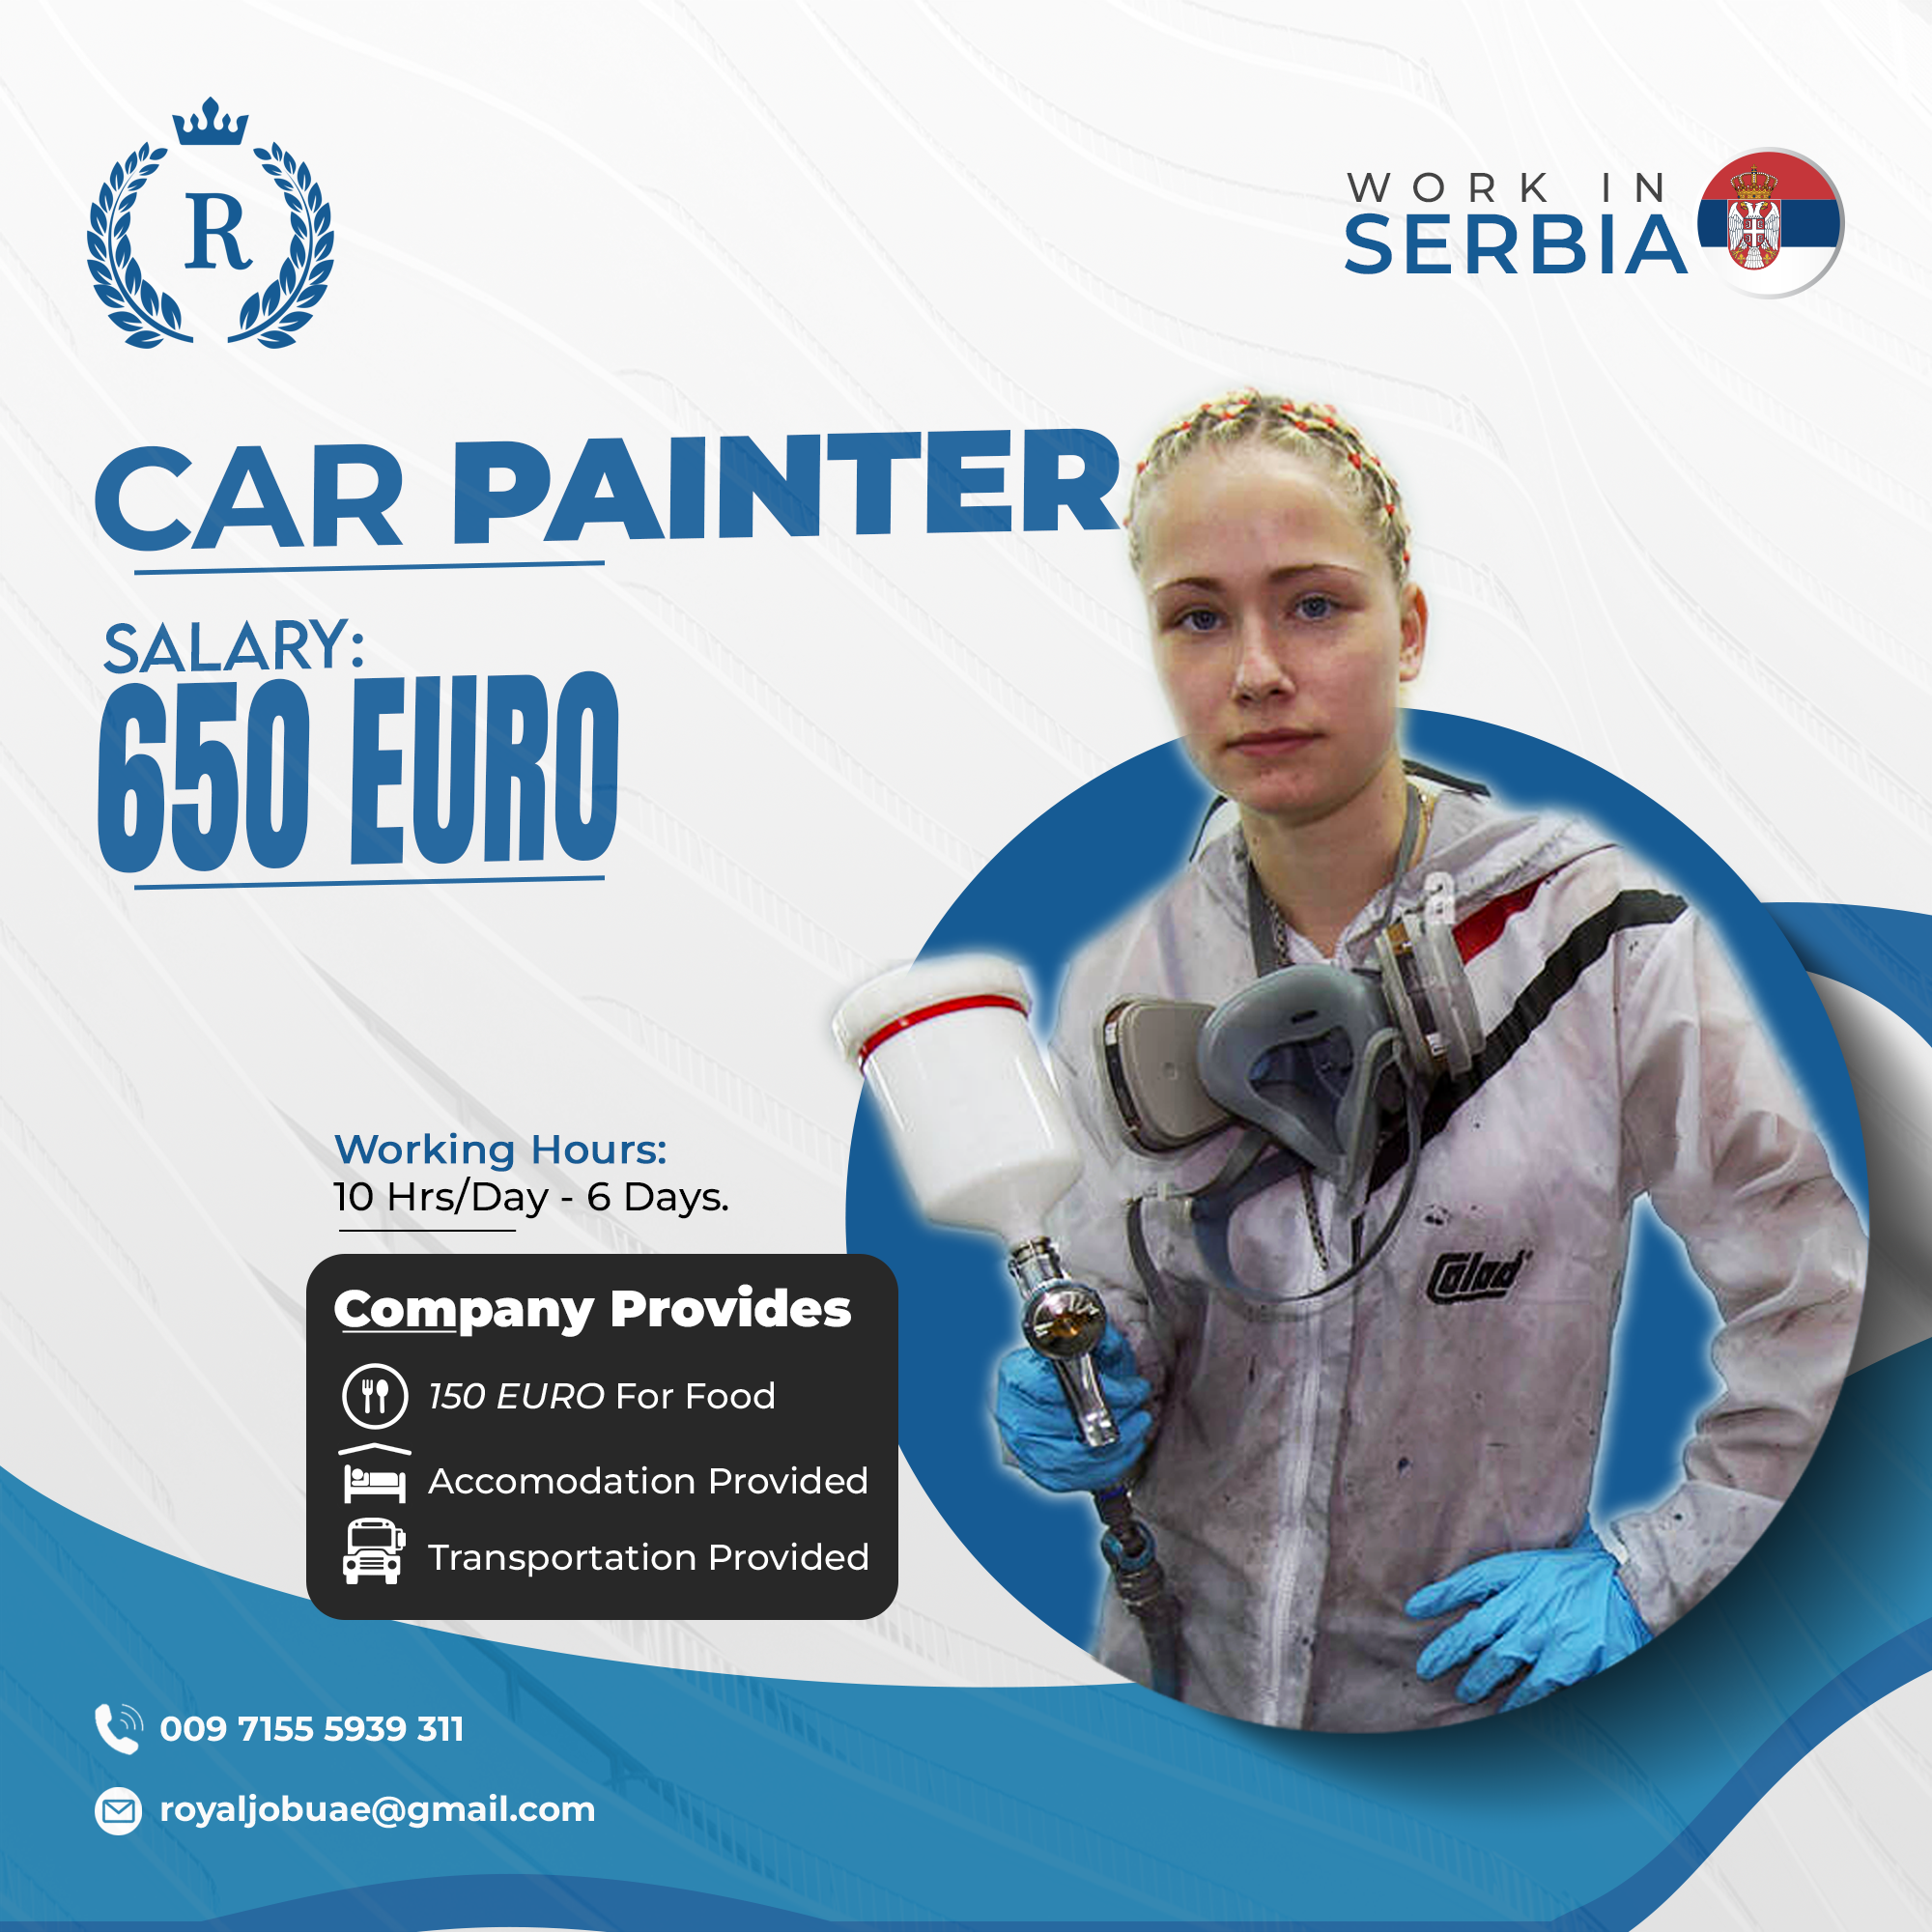 R
WORK IN
SERBIA
CAR PAINTER
SALARY:
650 EURO
Working Hours:
10 Hrs/Day - 6 Days.
Company Provides
150 EURO For Food
Accomodation Provided
Transportation Provided
a
Colad
009 7155 5939 311
royaljobuae@gmail.com